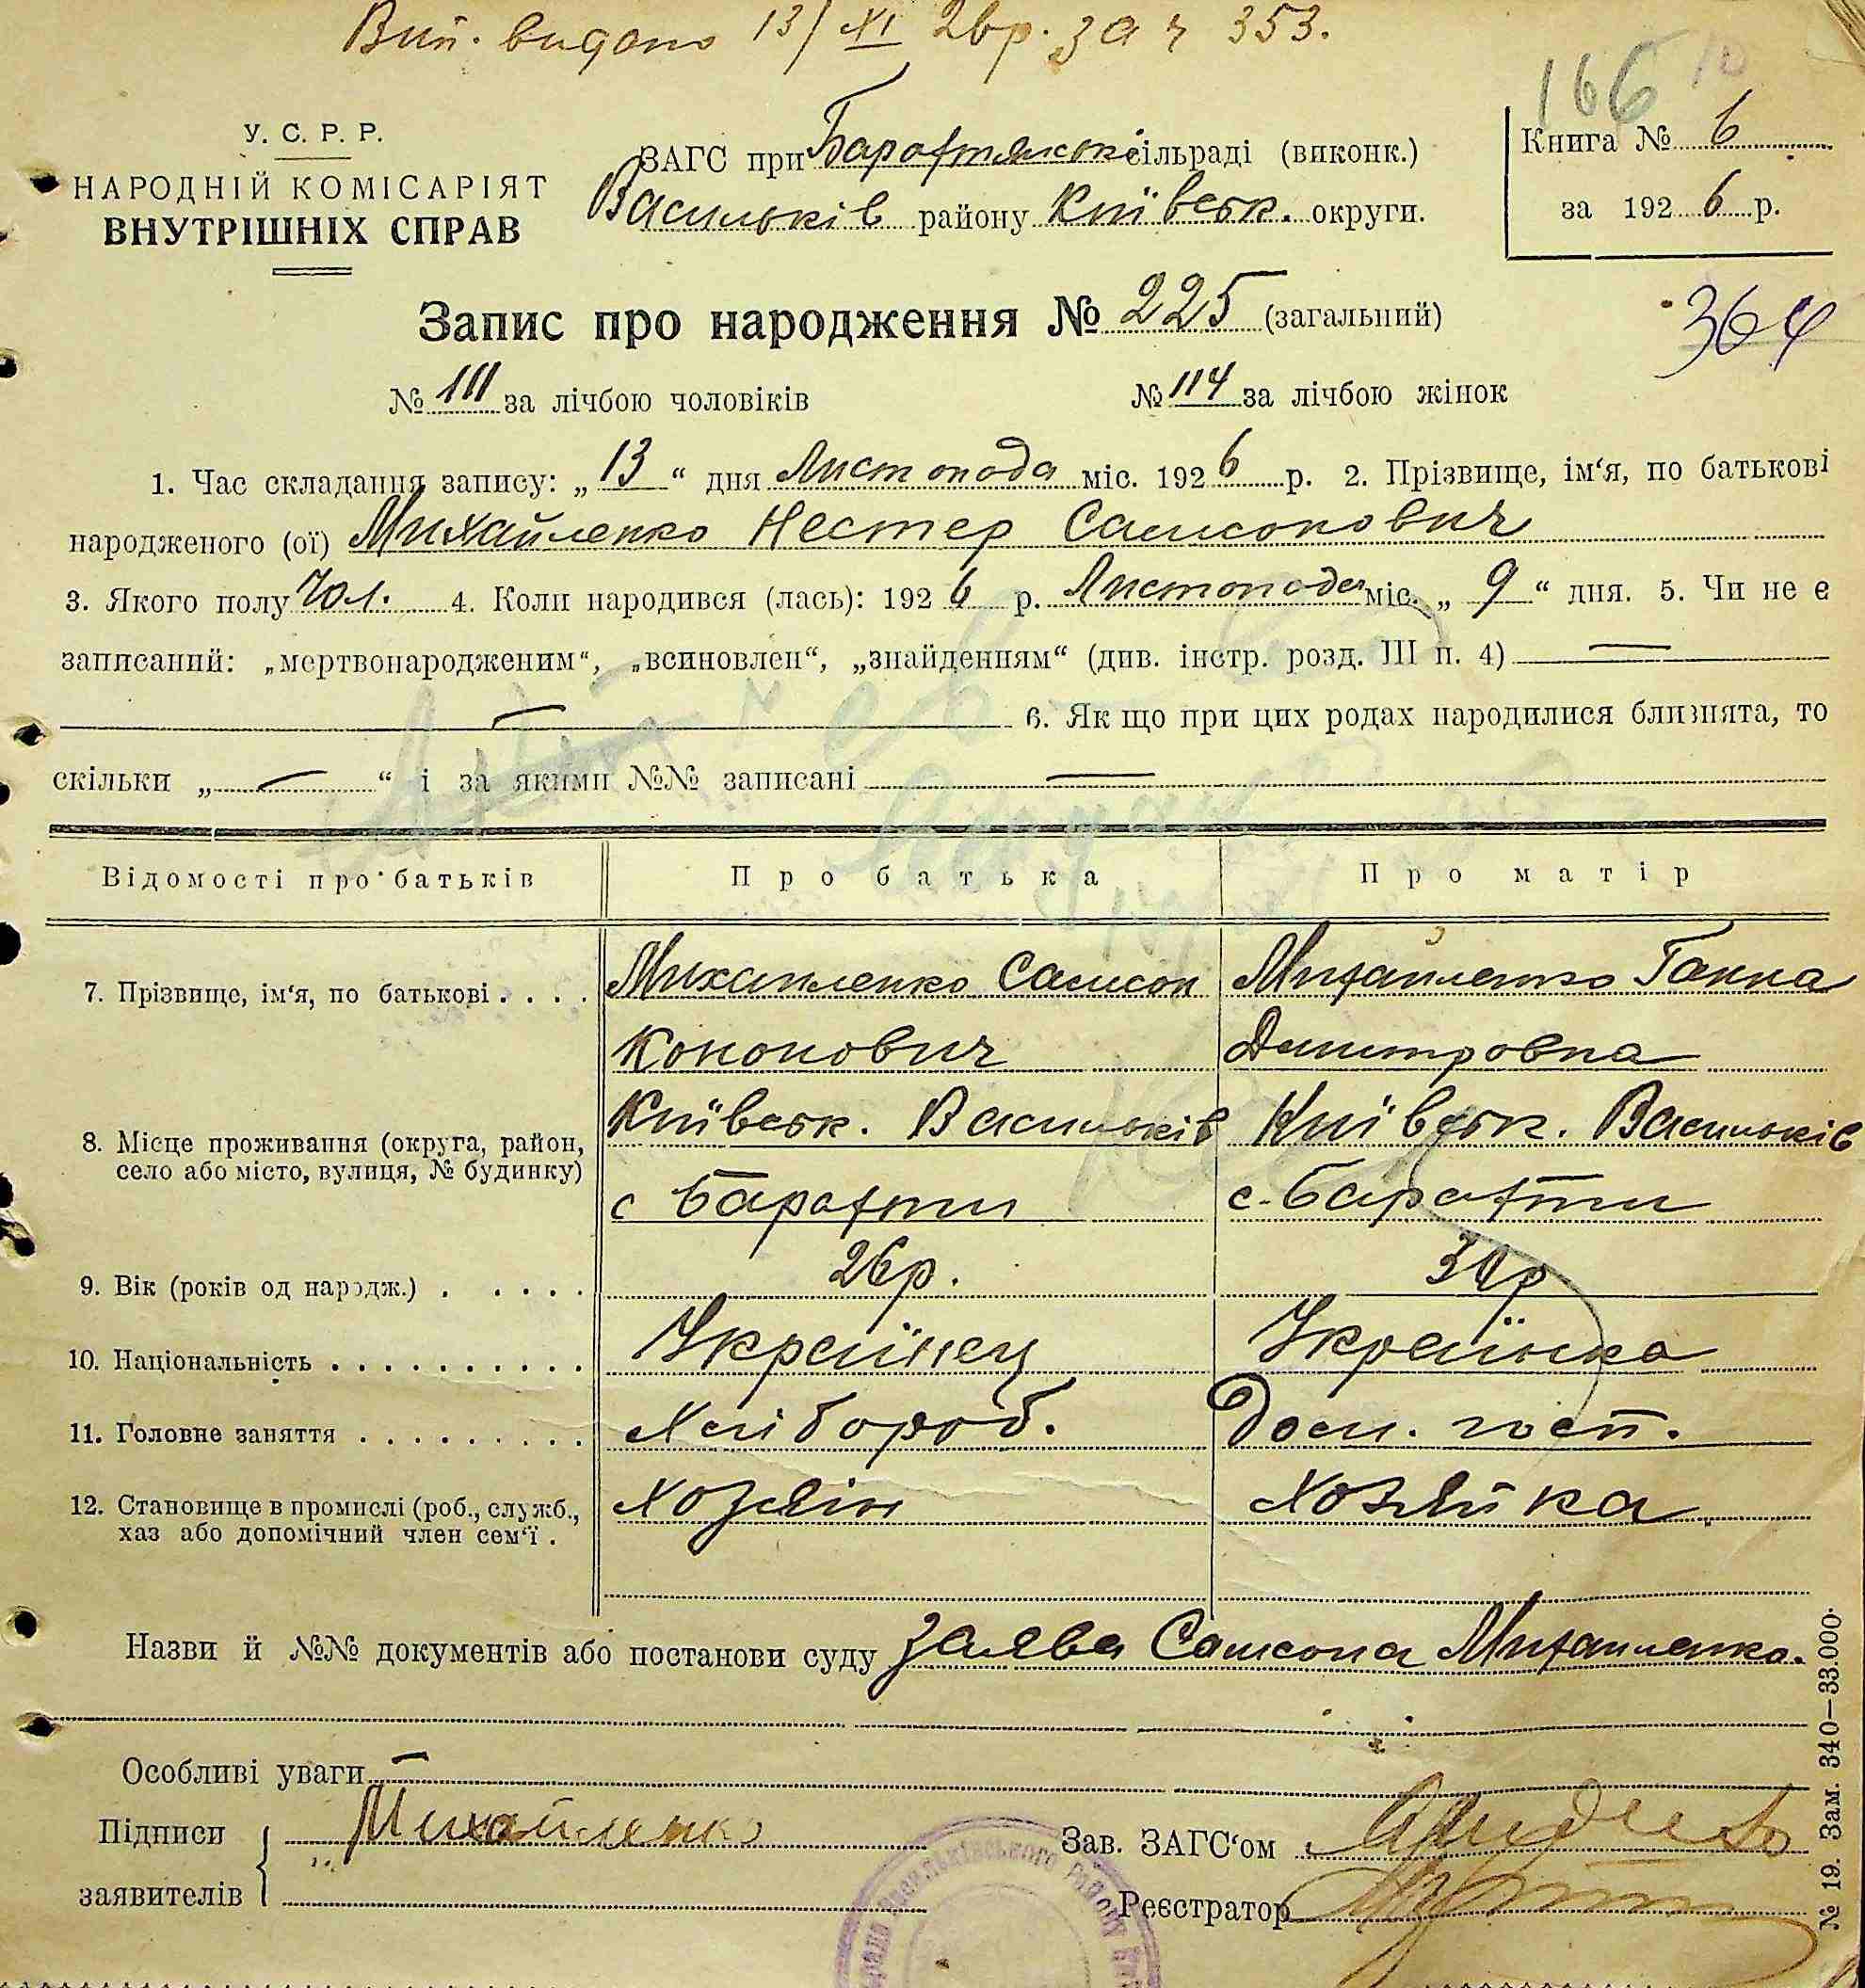 Вип. видано 13/XI 26р. за ч 353.
166 10
У. С. Р. Р.
НАРОДНІЙ КОМІСАРІЯТ
ВНУТРІШНІХ СПРАВ
ЗАГС при Барахтянські сільраді (виконк.)
Васильків району Київськ. округи.
Книга № 6
за 1926 р.
Запис про народження № 225 (загальний)
364
№ 111 за лічбою чоловіків № 114 за лічбою жінок
1. Час складання запису: „13“ дня Листопада міс. 1926 р. 2. Прізвище, ім‘я, по батькові
народженого (ої) Михайленко Нестер Самсонович
3. Якого полу Чол. 4. Коли народився (лась): 1926 р. Листопада міс. „9“ дня. 5. Чи не е
записаний: „мертвонародженим“, „всиновлен“, „знайденням“ (див. інстр. розд. III п. 4) —
— 6. Як що при цих родах народилися близнята, то
скільки „—“ і за якими №№ записані —
Відомості про батьків Про батька Про матір
7. Прізвище, ім‘я, по батькові . . . . Михайленко Самсон Михайленко Ганна
Кононович Дмитровна
8. Місце проживання (округа, район, село або місто, вулиця, № будинку) Київськ. Васильків Київськ. Васильків
с Барахти с. Барахти
9. Вік (років од народж.) . . . . . 26р. 30р
10. Національність . . . . . . . . . . . Українец Українка
11. Головне заняття . . . . . . . . . Хлібороб. Дом. госп.
12. Становище в промислі (роб., служб., хаз або допомічний член сем‘ї . Хозяін Хозяйка
Назви й №№ документів або постанови суду Заява Самсона Михайленка.
Особливі уваги —
Підписи Михайленко
заявителів
Зав. ЗАГС‘ом
Реєстратор
Васильківського району
№ 19. Зам. 340—33.000.